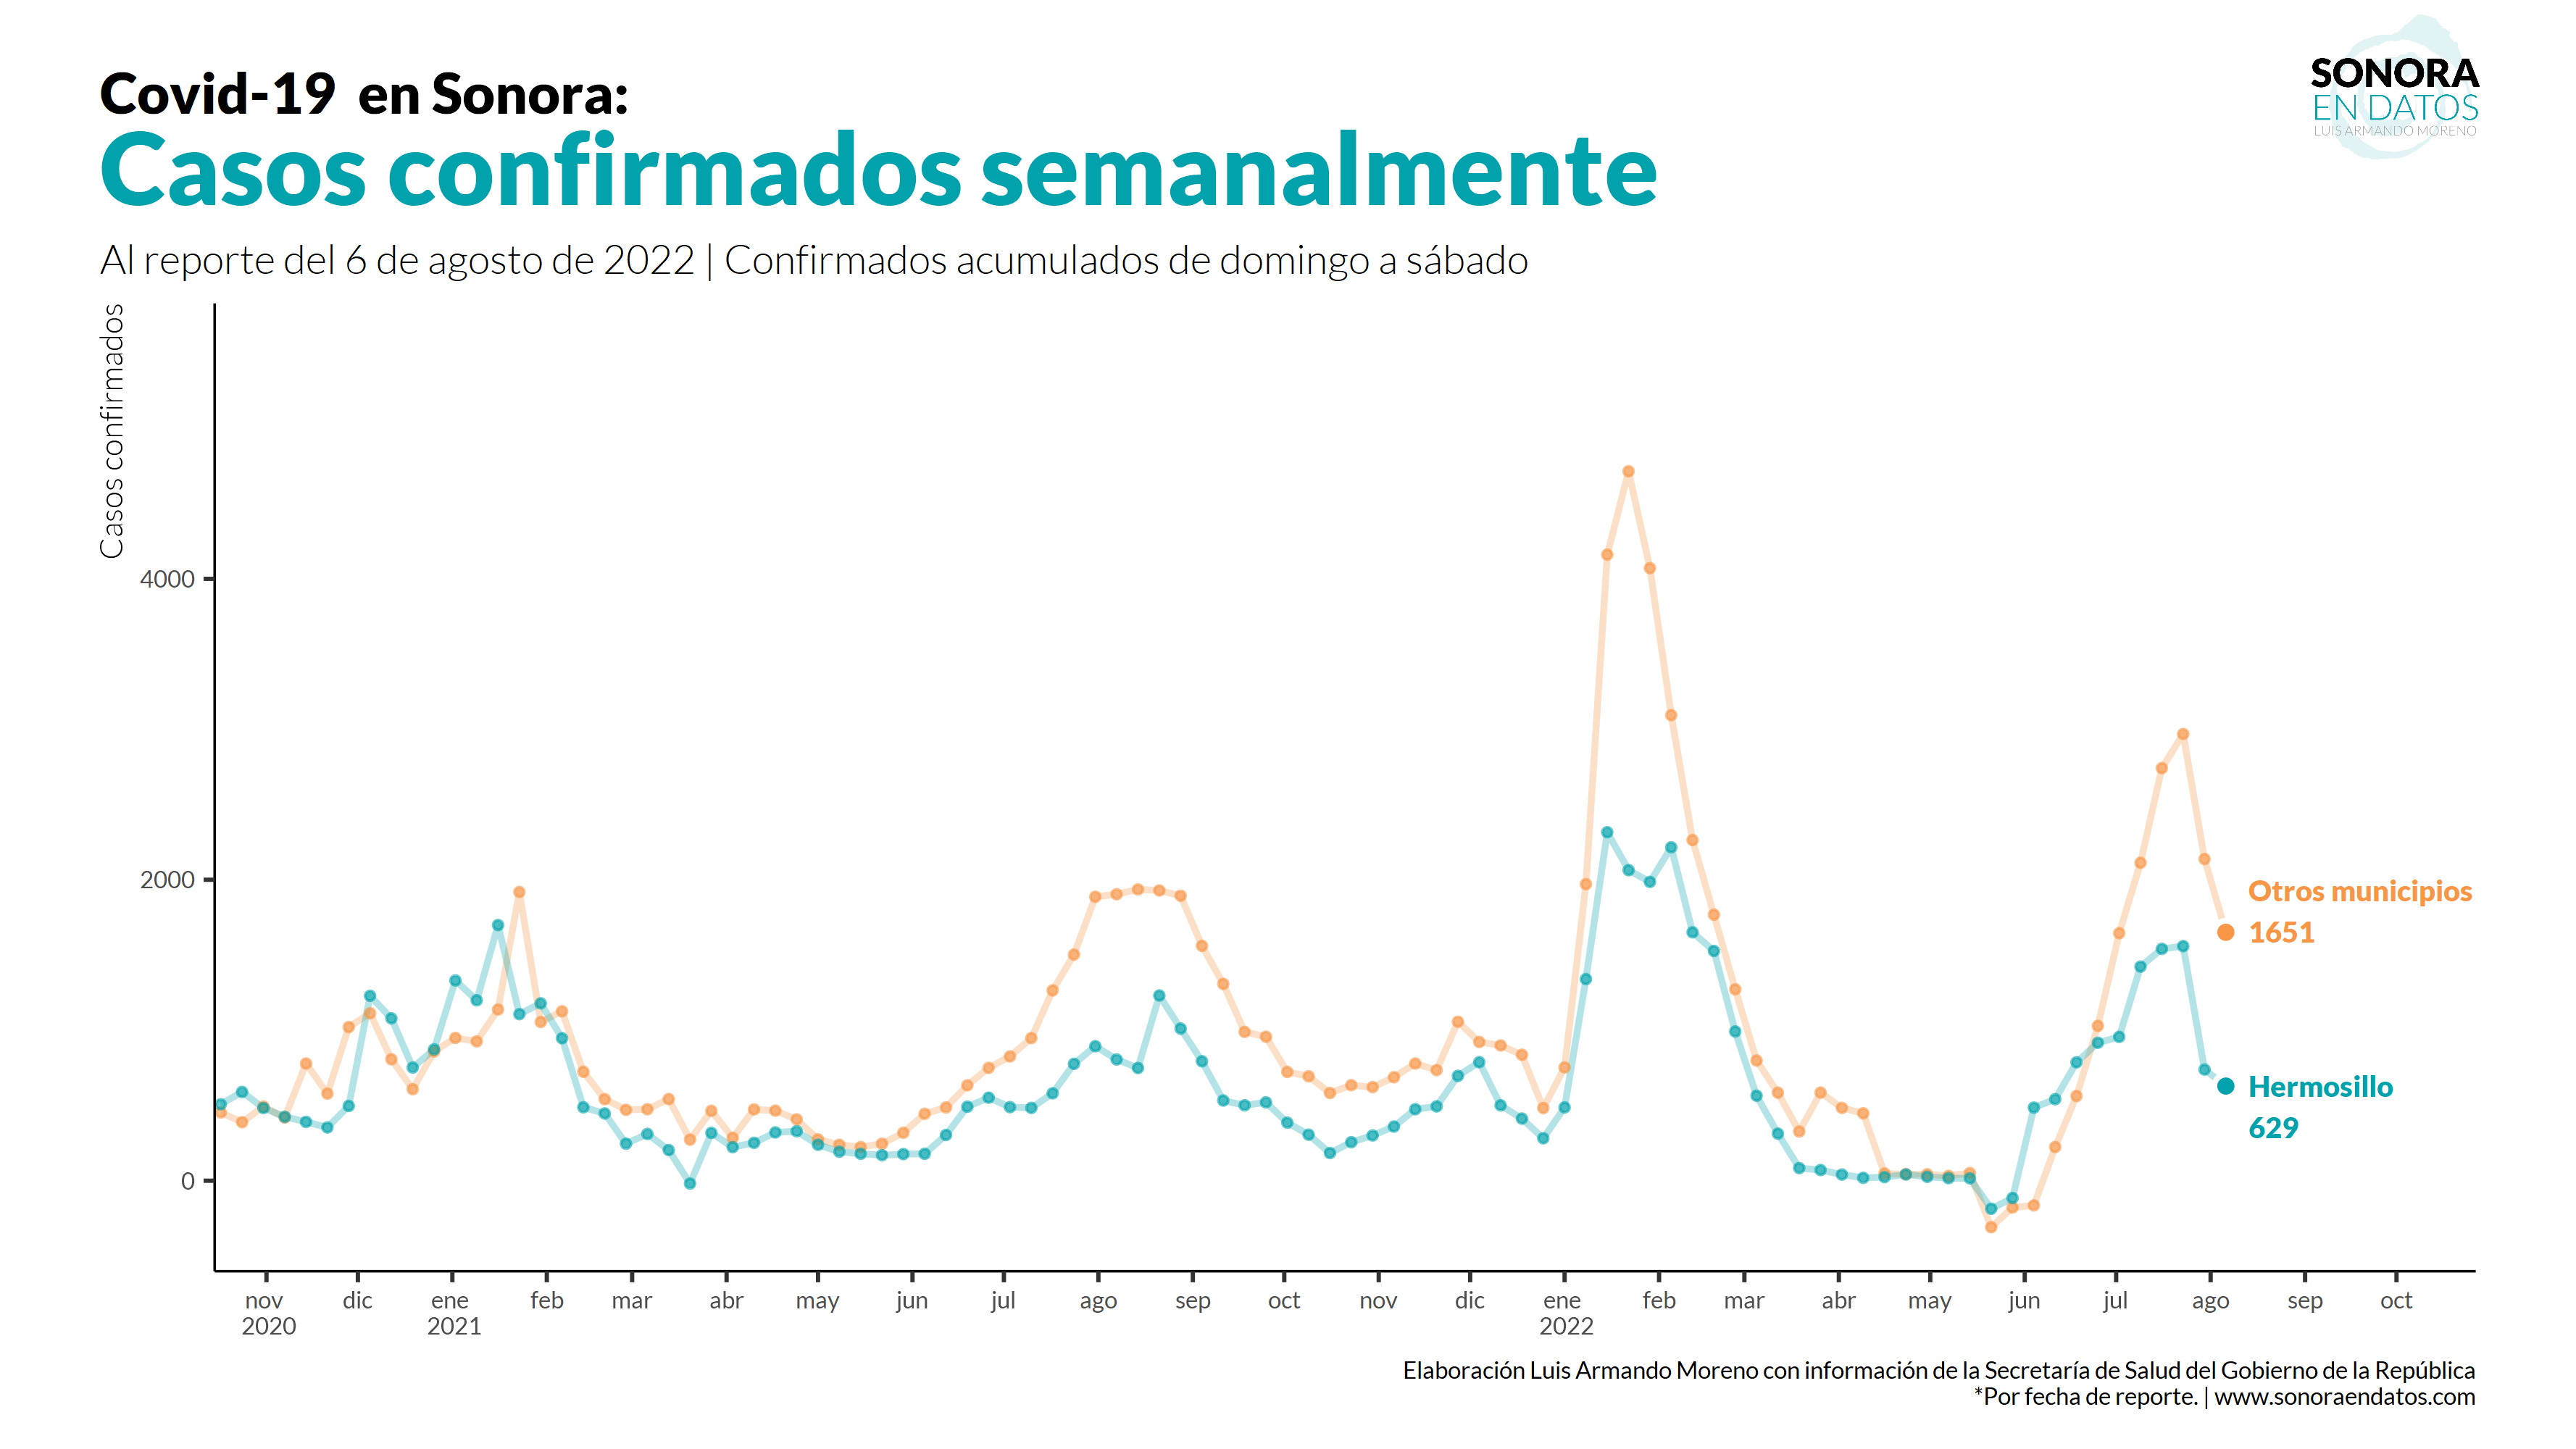 SONORA
EN DATOS
LUIS ARMANDO MORENO
Covid-19 en Sonora:
Casos confirmados semanalmente
Al reporte del 6 de agosto de 2022 | Confirmados acumulados de domingo a sábado
Casos confirmados
4000
2000
0
Otros municipios
1651
Hermosillo
629
nov dic ene feb mar abr may jun jul ago sep oct nov dic ene feb mar abr may jun jul ago sep oct
2020 2021 2022
Elaboración Luis Armando Moreno con información de la Secretaría de Salud del Gobierno de la República
*Por fecha de reporte. | www.sonoraendatos.com